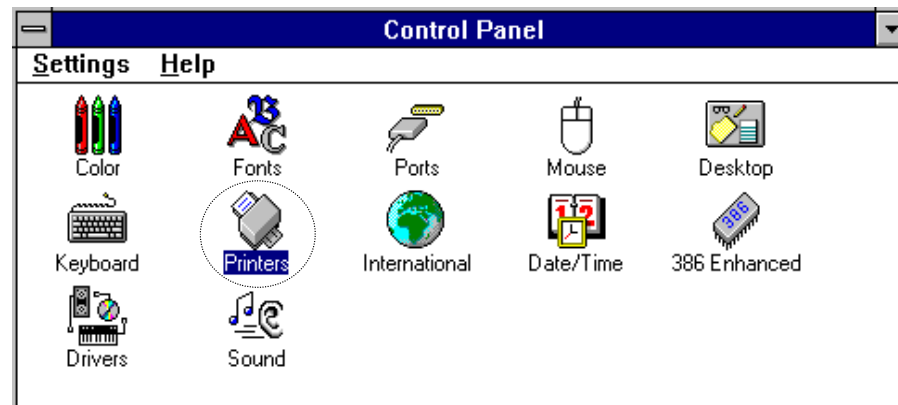 Control Panel
Settings Help
Color Fonts Ports Mouse Desktop
Keyboard Printers International Date/Time 386 Enhanced
Drivers Sound